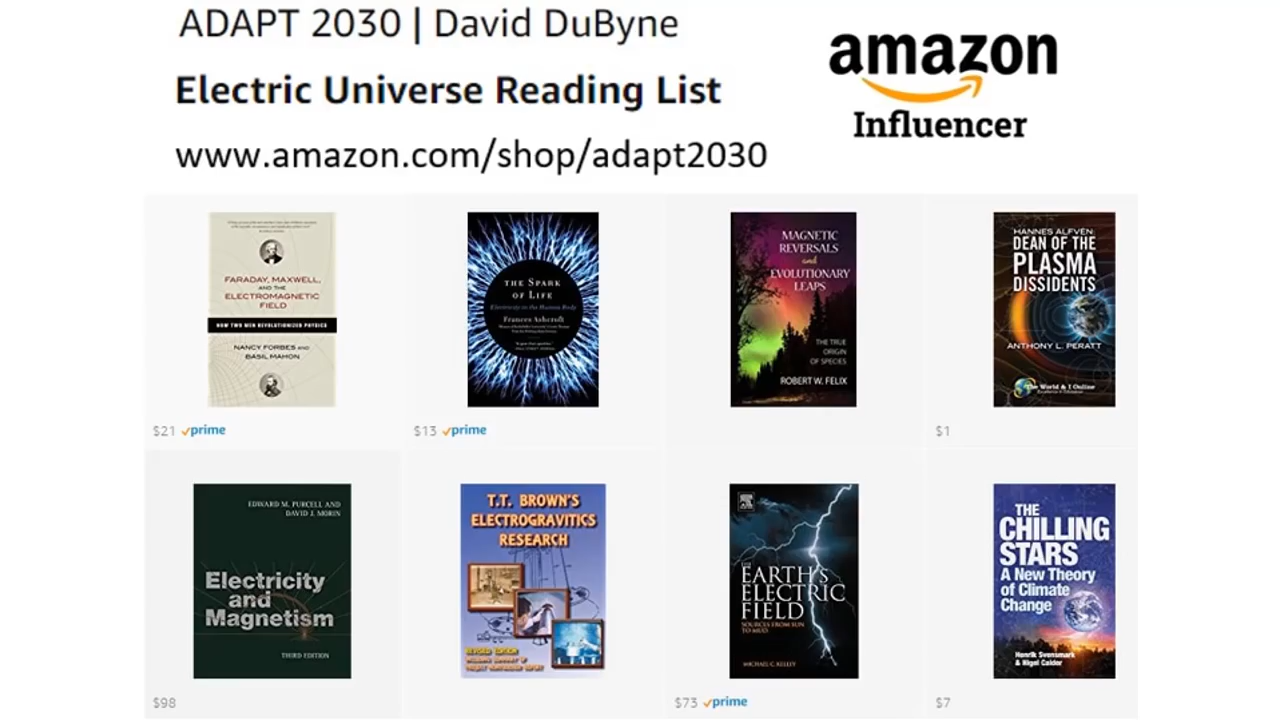 ADAPT 2030 | David DuByne
Electric Universe Reading List
www.amazon.com/shop/adapt2030
amazon
Influencer
FARADAY, MAXWELL,
AND THE
ELECTROMAGNETIC
FIELD
HOW TWO MEN REVOLUTIONIZED PHYSICS
NANCY FORBES AND
BASIL MAHON
$21 prime
THE SPARK
OF LIFE
Electricity in the Human Body
Frances Ashcroft
$13 prime
MAGNETIC
REVERSALS
and
EVOLUTIONARY
LEAPS
THE TRUE
ORIGIN
OF SPECIES
ROBERT W. FELIX
HANNES ALFVEN
DEAN OF THE
PLASMA
DISSIDENTS
ANTHONY L. PERATT
The World & I Online
$1
EDWARD M. PURCELL AND
DAVID J. MORIN
Electricity
and
Magnetism
THIRD EDITION
$98
T.T. BROWN'S
ELECTROGRAVITICS
RESEARCH
REVISED EDITION
THE
EARTH'S
ELECTRIC
FIELD
SOURCES FROM SUN
TO MUD
MICHAEL C. KELLEY
$73 prime
THE
CHILLING
STARS
A New Theory
of Climate
Change
Henrik Svensmark
& Nigel Calder
$7